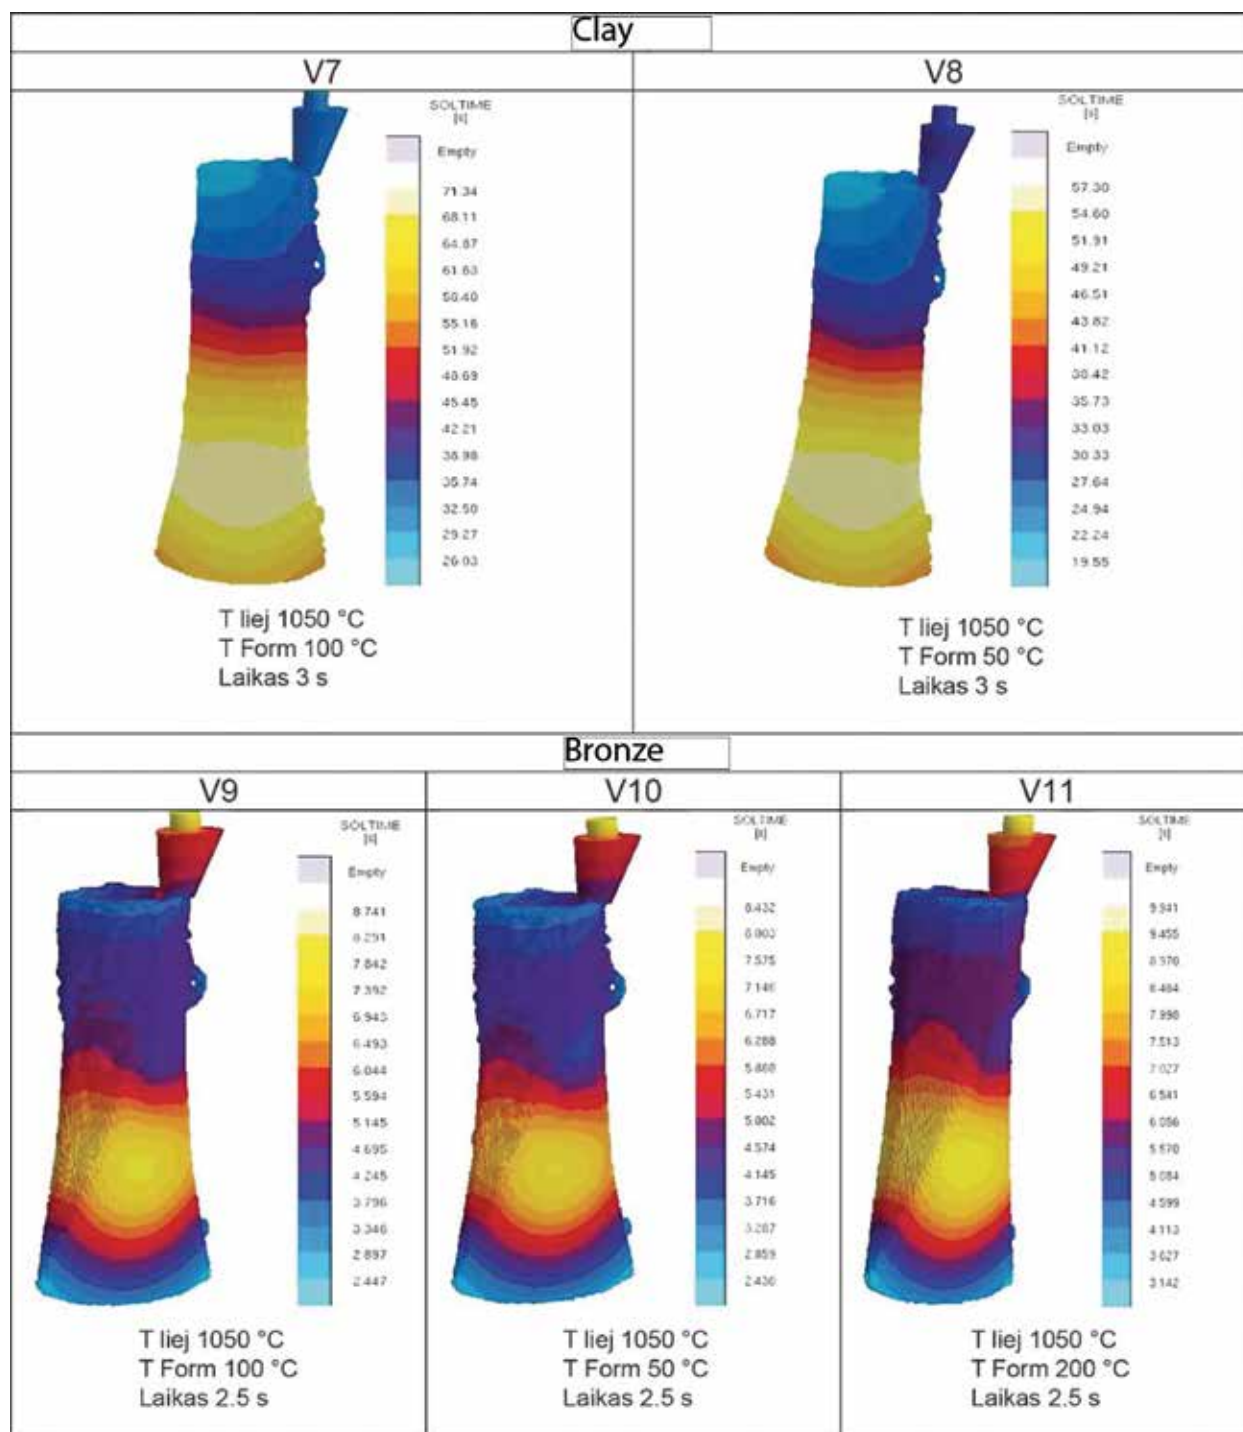 Clay
V7
V8
SOLTIME
[s]
Empty
71.34
68.11
64.87
61.63
58.40
55.16
51.92
48.69
45.45
42.21
38.98
35.74
32.50
29.27
26.03
T liej 1050 °C
T Form 100 °C
Laikas 3 s
SOLTIME
[s]
Empty
57.30
54.60
51.91
49.21
46.51
43.82
41.12
38.42
35.73
33.03
30.33
27.64
24.94
22.24
19.55
T liej 1050 °C
T Form 50 °C
Laikas 3 s
Bronze
V9
V10
V11
SOLTIME
[s]
Empty
8.741
8.291
7.842
7.392
6.943
6.493
6.044
5.594
5.145
4.695
4.245
3.796
3.346
2.897
2.447
T liej 1050 °C
T Form 100 °C
Laikas 2.5 s
SOLTIME
[s]
Empty
8.432
8.003
7.575
7.146
6.717
6.288
5.860
5.431
5.002
4.574
4.145
3.716
3.287
2.859
2.430
T liej 1050 °C
T Form 50 °C
Laikas 2.5 s
SOLTIME
[s]
Empty
9.941
9.455
8.970
8.484
7.998
7.513
7.027
6.541
6.056
5.570
5.084
4.599
4.113
3.627
3.142
T liej 1050 °C
T Form 200 °C
Laikas 2.5 s